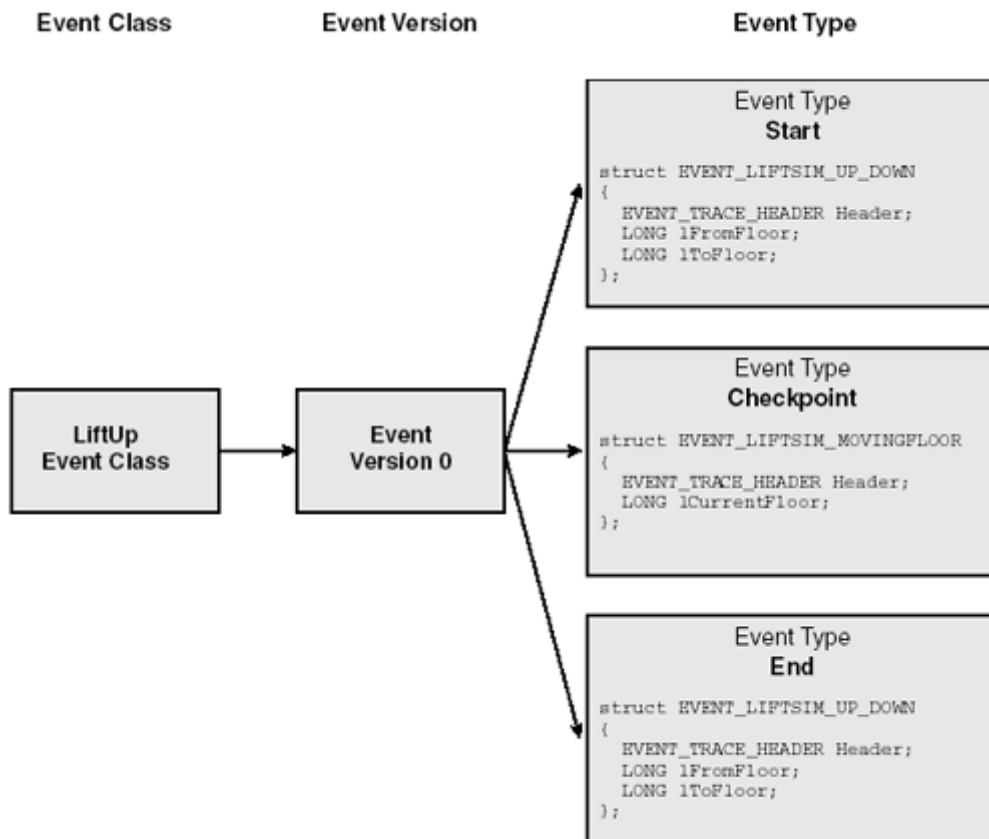 Event Class
Event Version
Event Type
Event Type
Start
struct EVENT_LIFTSIM_UP_DOWN
{
EVENT_TRACE_HEADER Header;
LONG lFromFloor;
LONG lToFloor;
};
LiftUp
Event Class
Event
Version 0
Event Type
Checkpoint
struct EVENT_LIFTSIM_MOVINGFLOOR
{
EVENT_TRACE_HEADER Header;
LONG lCurrentFloor;
};
Event Type
End
struct EVENT_LIFTSIM_UP_DOWN
{
EVENT_TRACE_HEADER Header;
LONG lFromFloor;
LONG lToFloor;
};